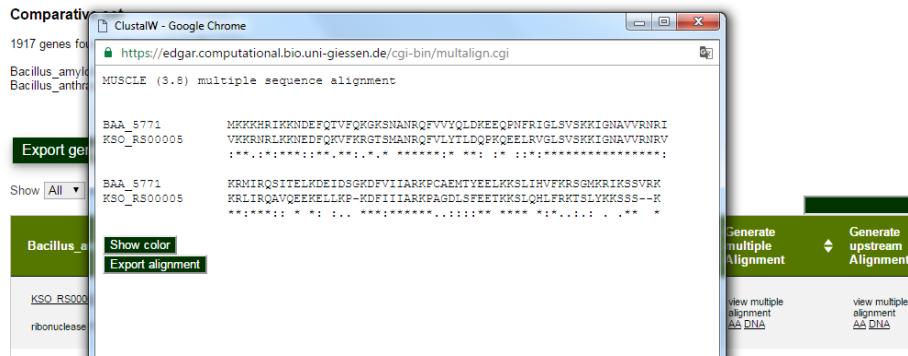 Comparative
ClustalW - Google Chrome
1917 genes fou
https://edgar.computational.bio.uni-giessen.de/cgi-bin/multalign.cgi
Bacillus_amylo
Bacillus_anthra
MUSCLE (3.8) multiple sequence alignment
BAA_5771 MKKKHRIKKNDEFQTVFQKGKSNANRQFVVYQLDKEEQPNFRIGLSVSKKIGNAVVRNRI
KSO_RS00005 VKKRNRLKKNEDFQKVFKRGTSMANRQFVLYTLDQPKQEELRVGLSVSKKIGNAVVRNRV
:**.:*:***::**.**:.*.* ******:* **: :* ::*:****************:
Export gen
Show All
BAA_5771 KRMIRQSITELKDEIDSGKDFVIIARKPCAEMTYEELKKSLIHVFKRSGMKRIKSSVRK
KSO_RS00005 KRLIRQAVQEEKELLKP-KDFIIIARKPAGDLSFEETKKSLQHLFRKTSLYKKSSS--K
**:***:: * *: :.. ***:******..::::** **** *:*..:.: . .** *
Bacillus_a
Show color
Export alignment
Generate multiple Alignment
Generate upstream Alignment
KSO_RS000
ribonuclease
view multiple alignment AA DNA
view multiple alignment AA DNA